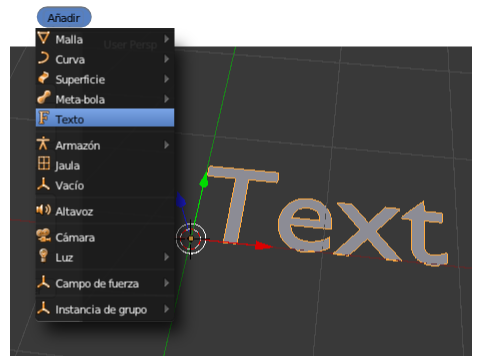 Añadir
User Persp
Malla
Curva
Superficie
Meta-bola
Texto
Armazón
Jaula
Vacío
Altavoz
Cámara
Luz
Campo de fuerza
Instancia de grupo
Text